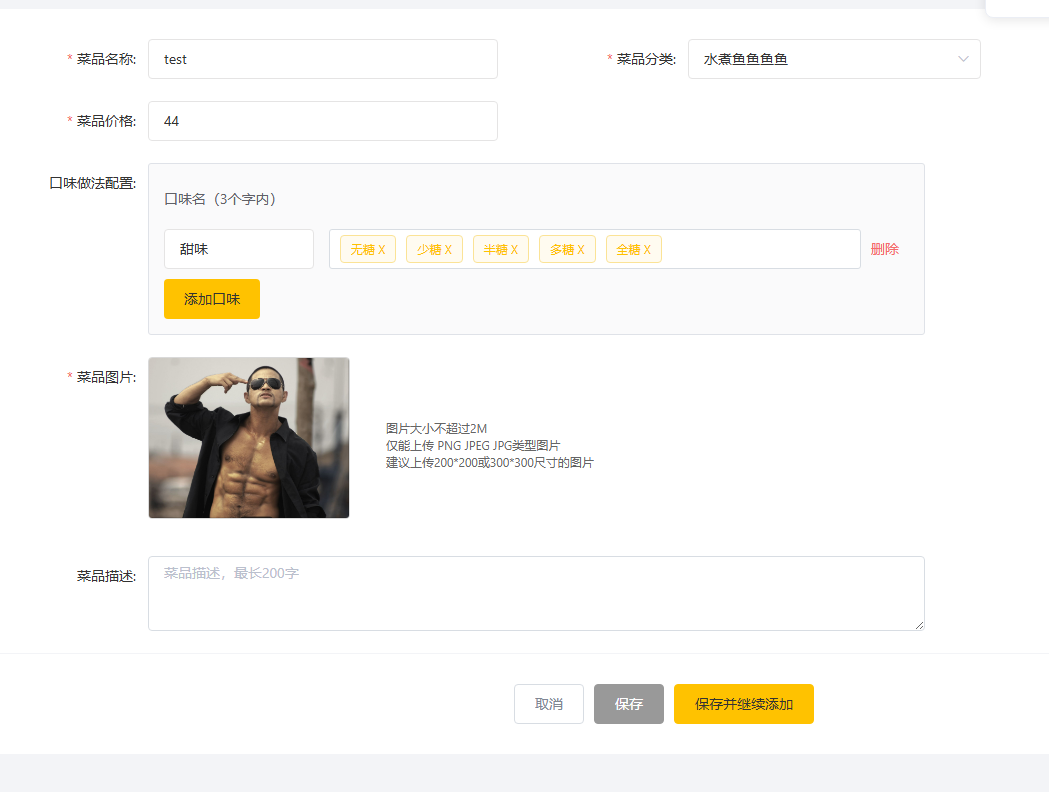 * 菜品名称: test
* 菜品分类: 水煮鱼鱼鱼鱼
* 菜品价格: 44
口味做法配置:
口味名（3个字内）
甜味 无糖 X 少糖 X 半糖 X 多糖 X 全糖 X 删除
添加口味
* 菜品图片:
图片大小不超过2M
仅能上传 PNG JPEG JPG类型图片
建议上传200*200或300*300尺寸的图片
菜品描述: 菜品描述，最长200字
取消 保存 保存并继续添加